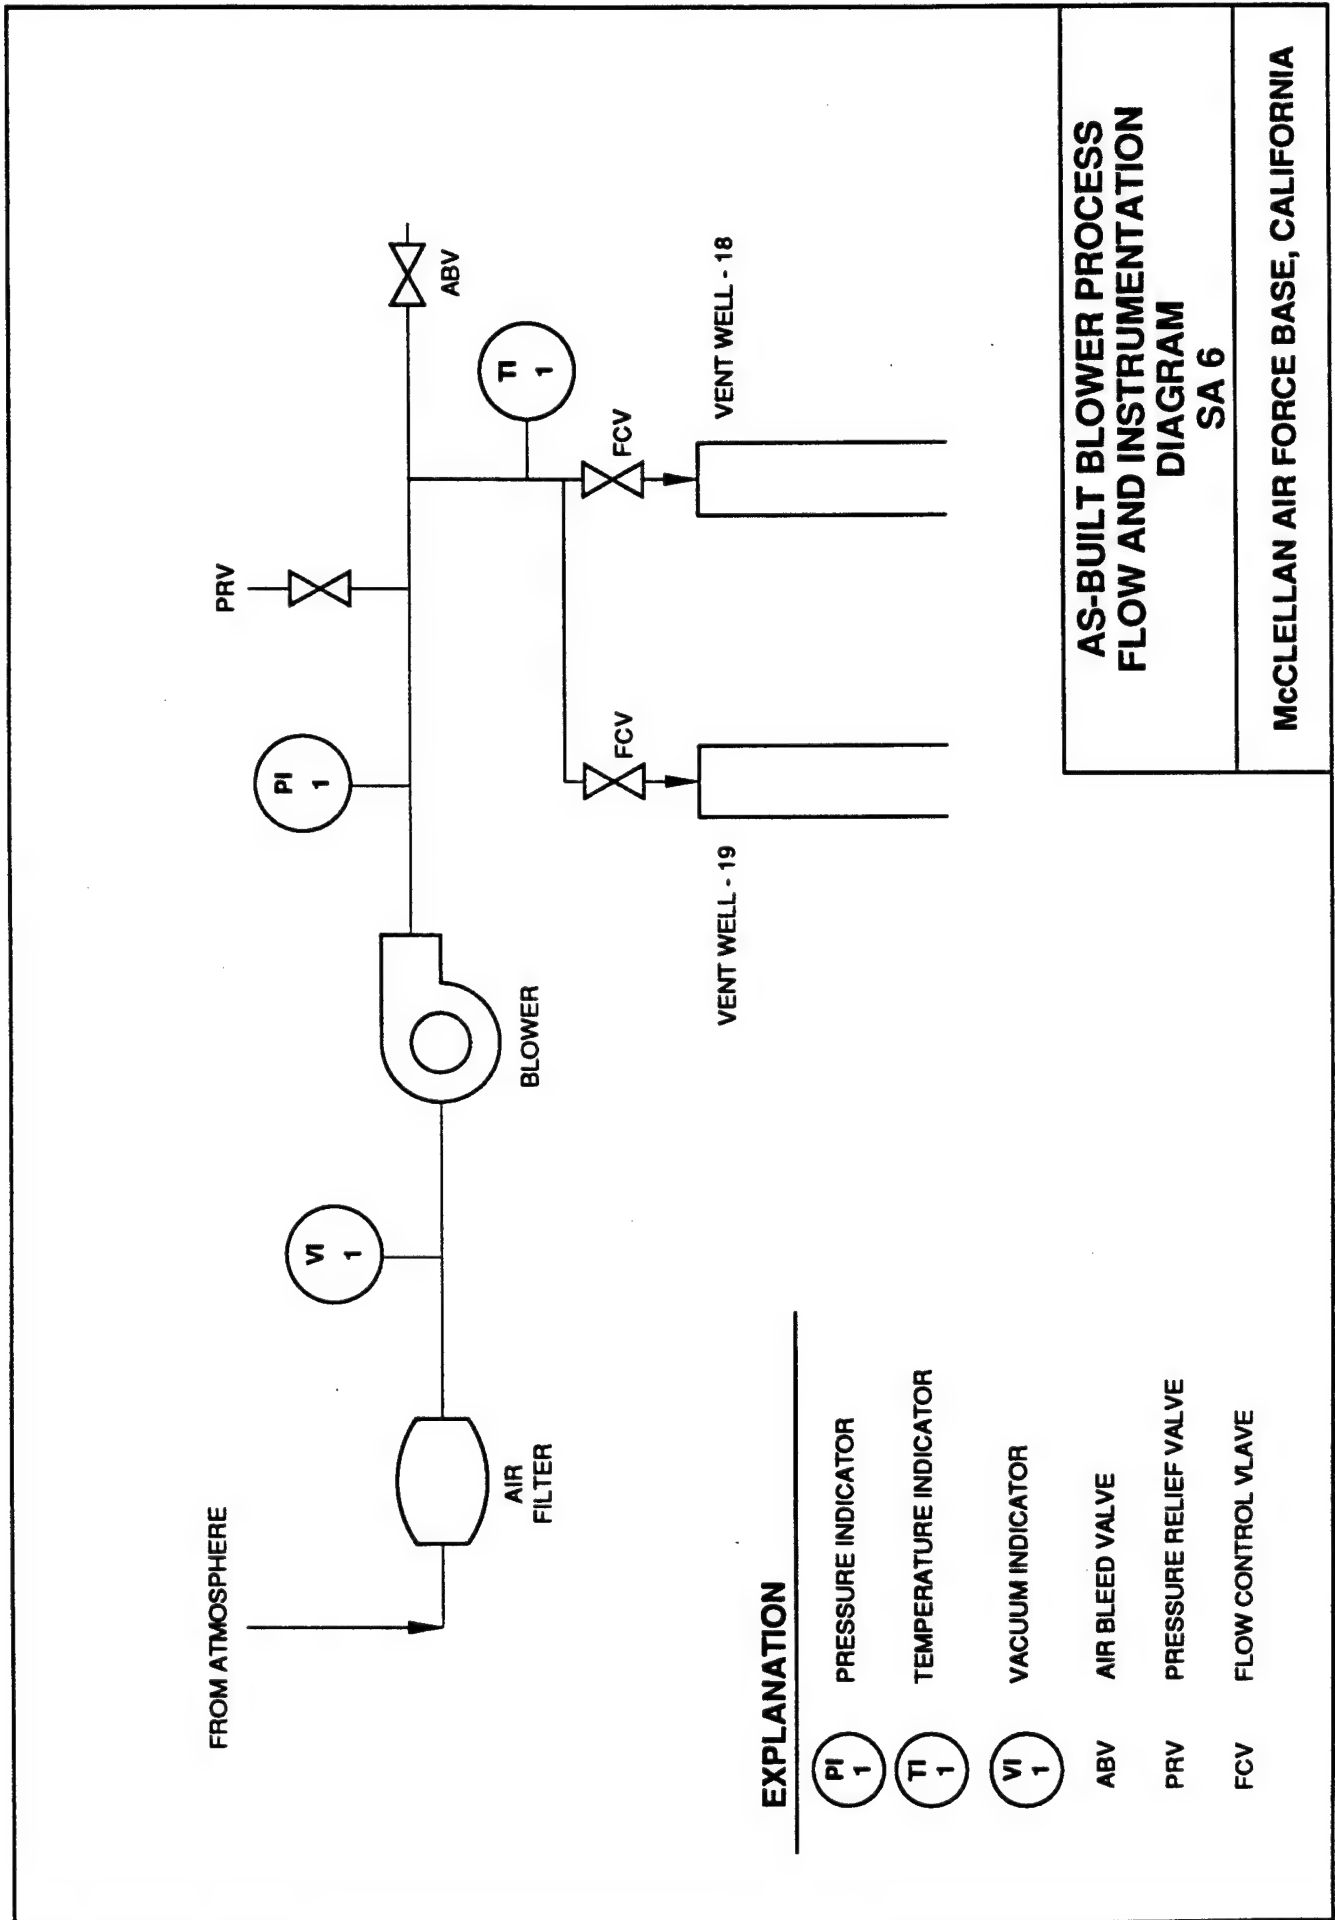 FROM ATMOSPHERE
AIR
FILTER
VI
1
BLOWER
PI
1
PRV
ABV
TI
1
FCV
FCV
VENT WELL - 19
VENT WELL - 18
EXPLANATION
PI
1
PRESSURE INDICATOR
TI
1
TEMPERATURE INDICATOR
VI
1
VACUUM INDICATOR
ABV AIR BLEED VALVE
PRV PRESSURE RELIEF VALVE
FCV FLOW CONTROL VLAVE
AS-BUILT BLOWER PROCESS
FLOW AND INSTRUMENTATION
DIAGRAM
SA 6
McCLELLAN AIR FORCE BASE, CALIFORNIA